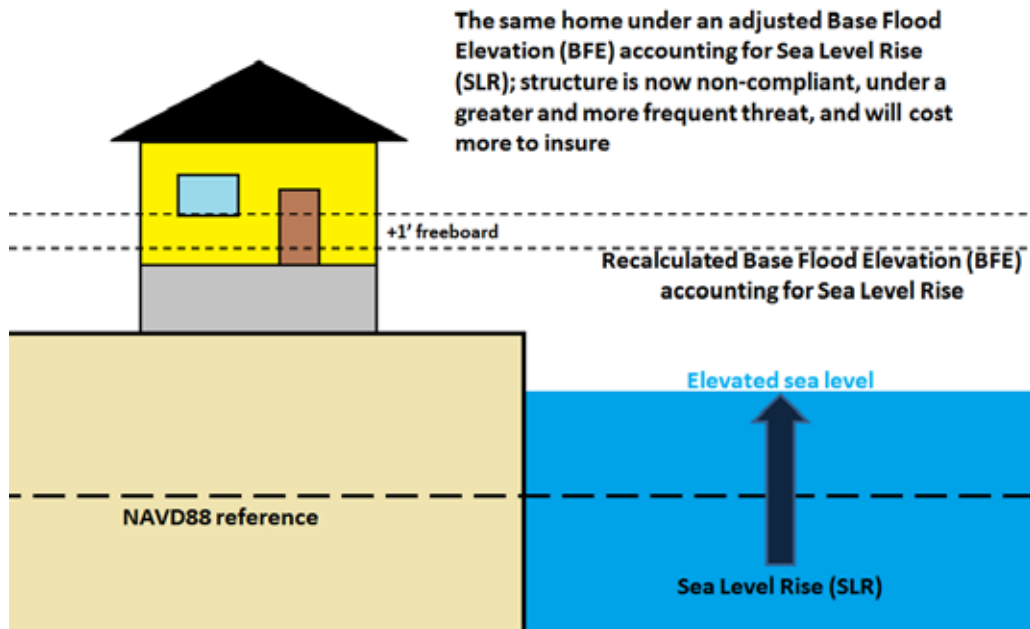 The same home under an adjusted Base Flood
Elevation (BFE) accounting for Sea Level Rise
(SLR); structure is now non-compliant, under a
greater and more frequent threat, and will cost
more to insure
+1’ freeboard
Recalculated Base Flood Elevation (BFE)
accounting for Sea Level Rise
Elevated sea level
NAVD88 reference
Sea Level Rise (SLR)